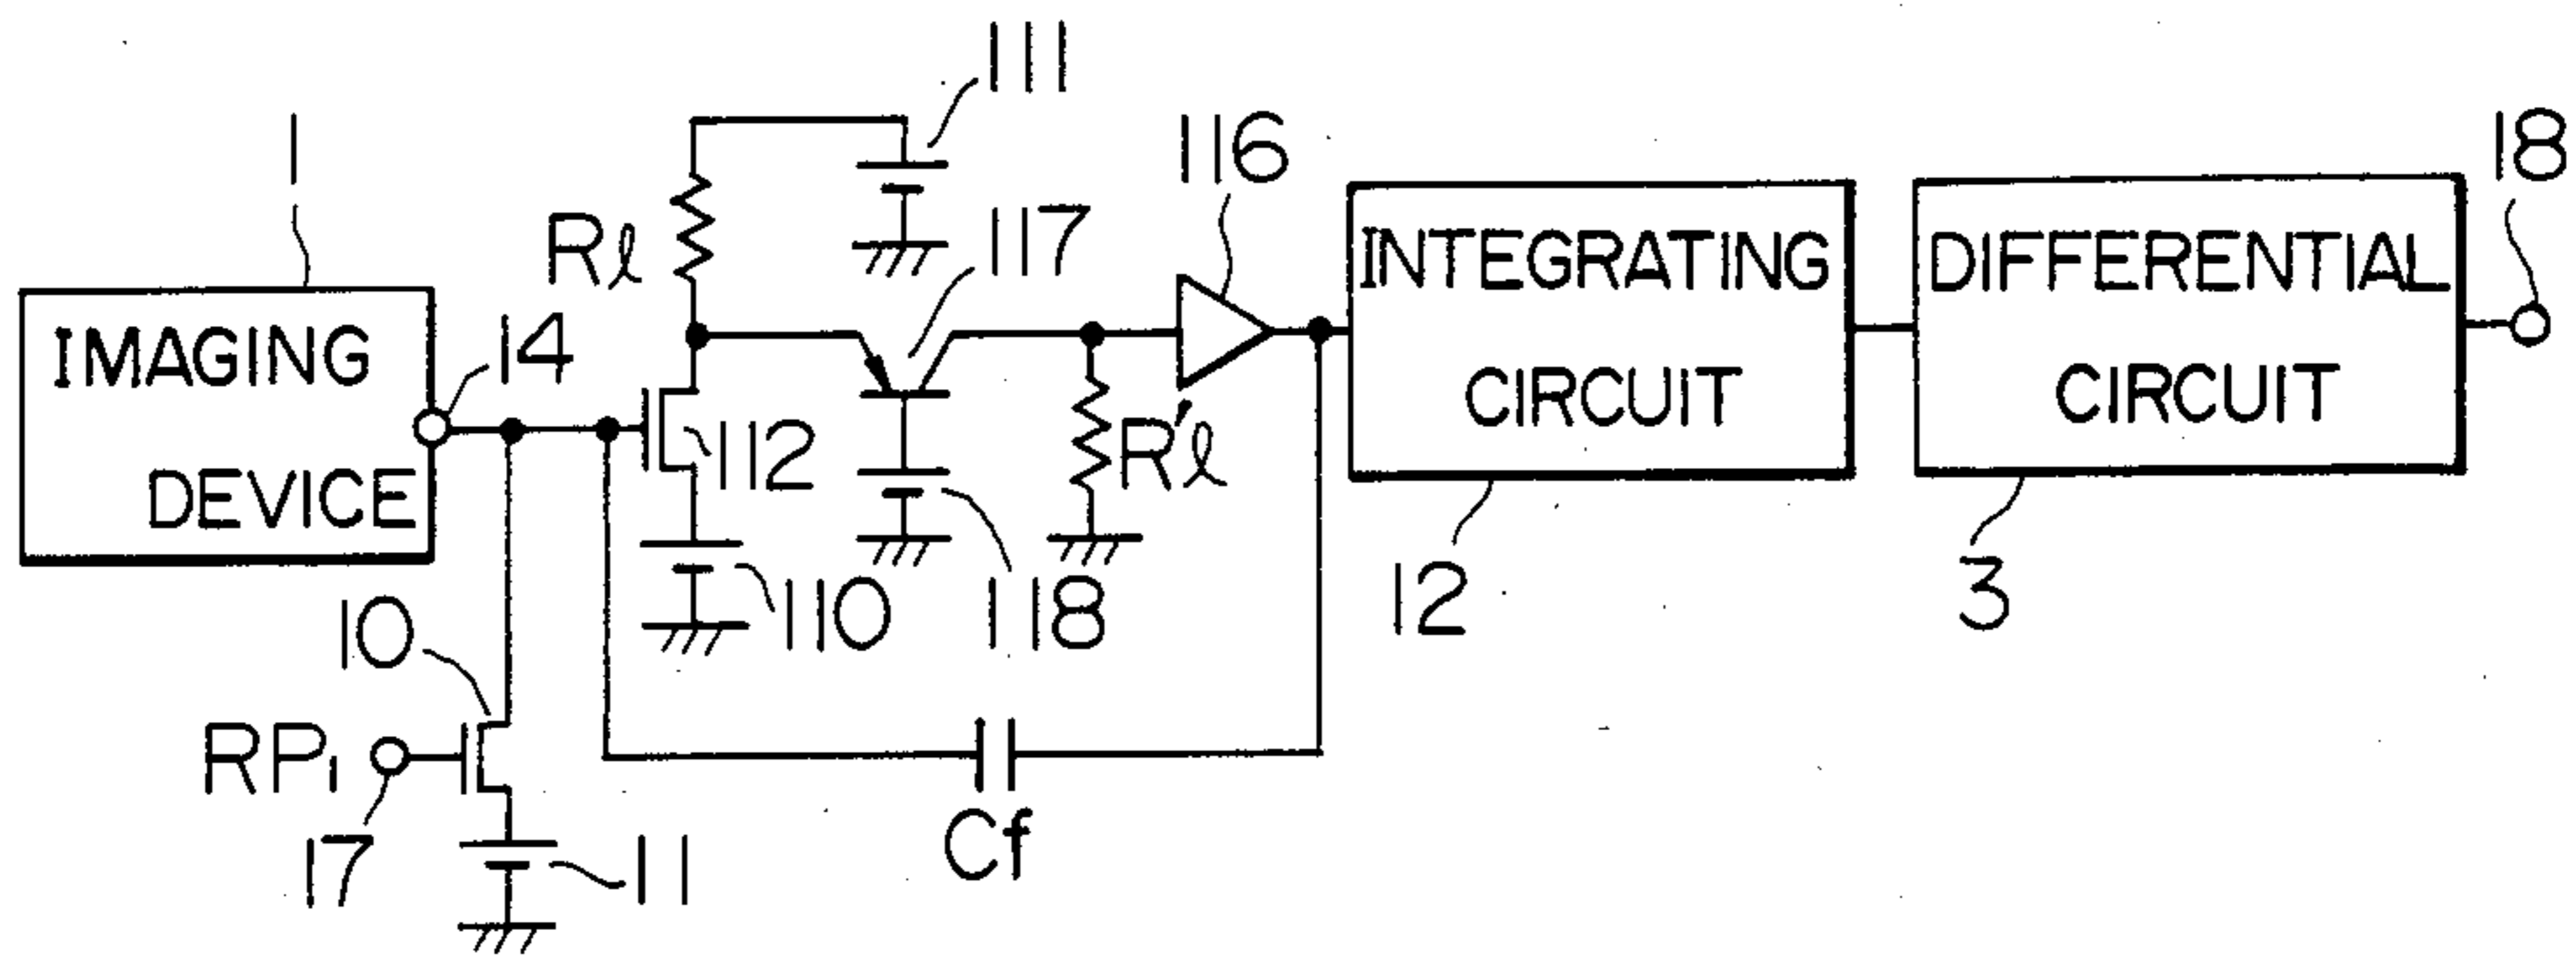 111
1
116
18
Rℓ
117
IMAGING
DEVICE
14
INTEGRATING
CIRCUIT
DIFFERENTIAL
CIRCUIT
112
R'ℓ
110
118
12
3
10
RP₁
17
11
Cf